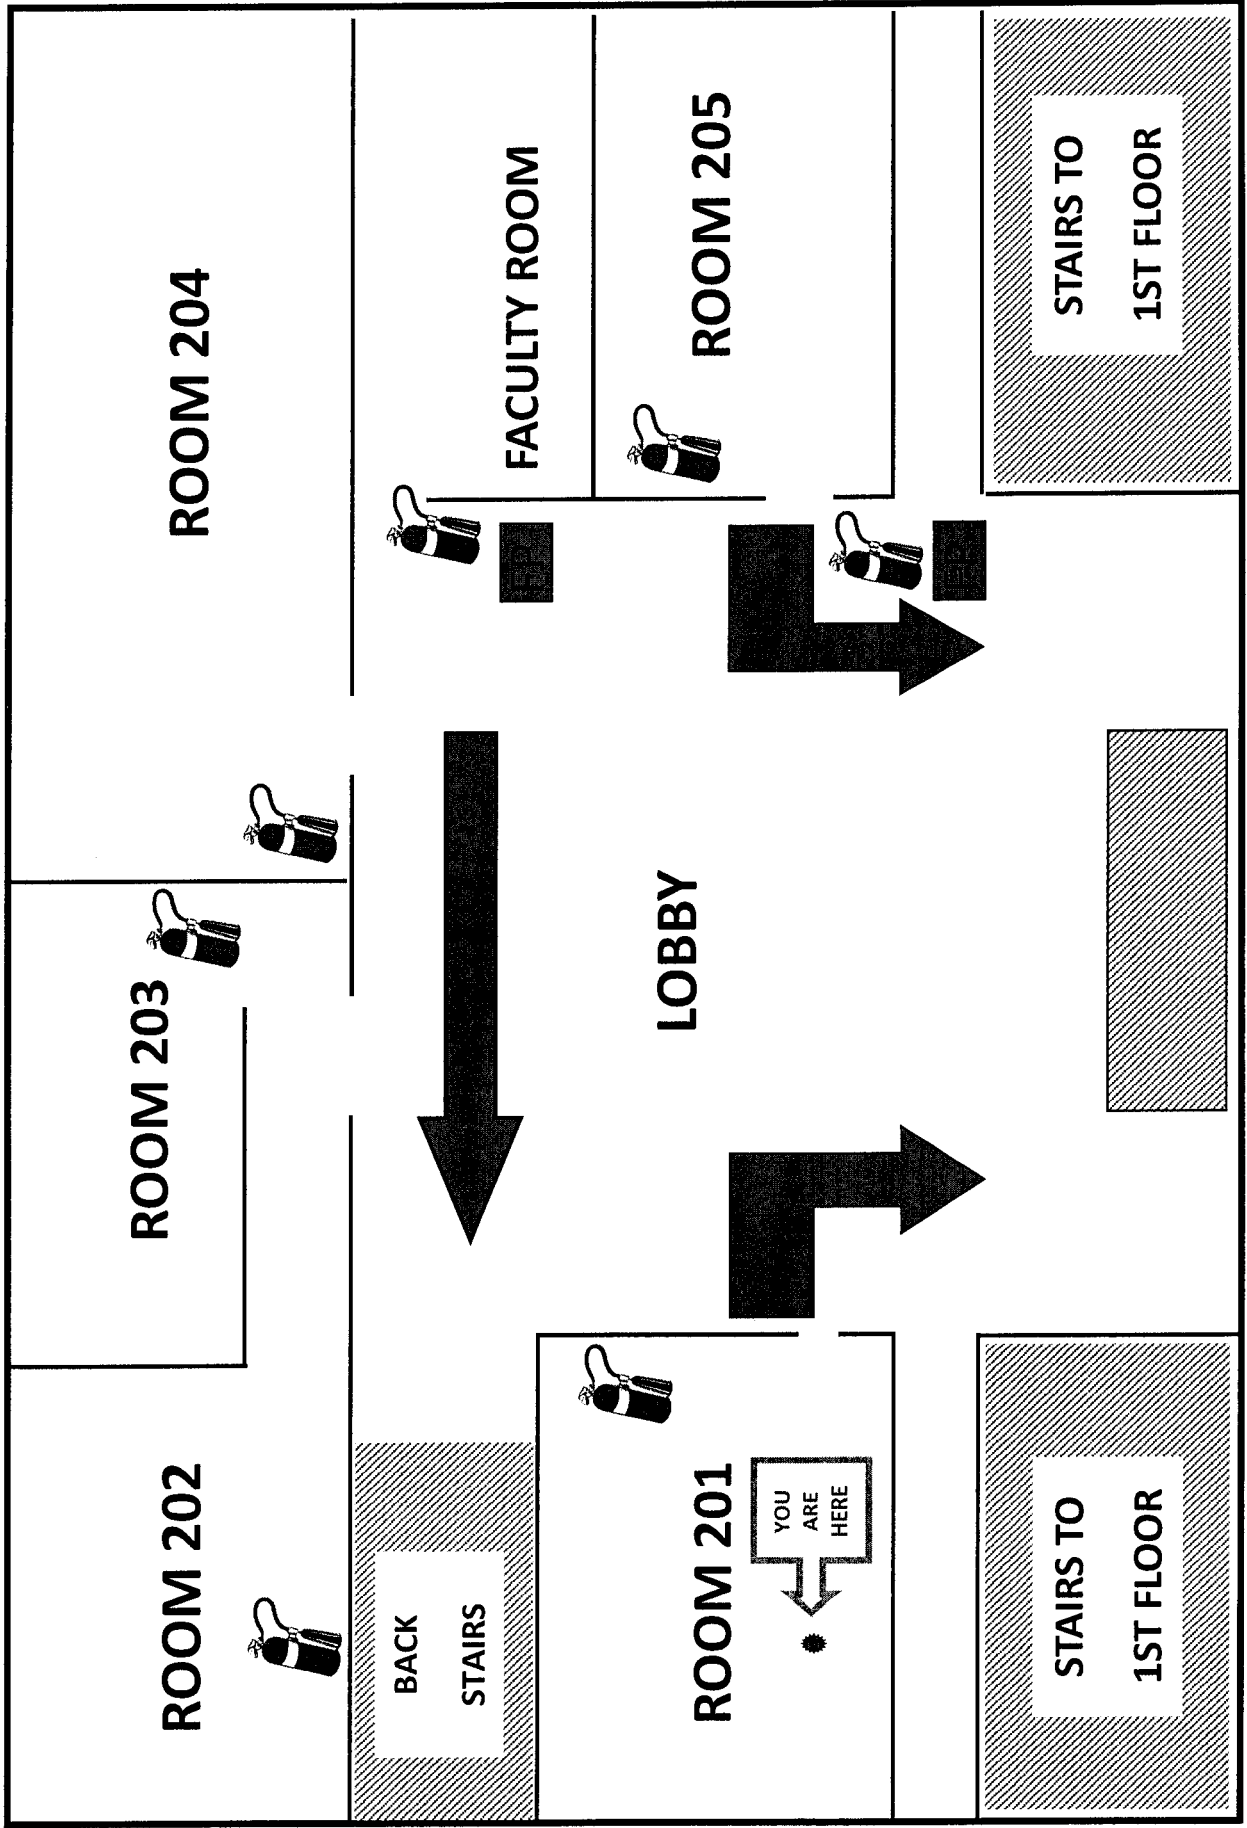 ROOM 202
ROOM 203
ROOM 204
BACK
STAIRS
FACULTY ROOM
ROOM 201
LOBBY
ROOM 205
YOU
ARE
HERE
STAIRS TO
1ST FLOOR
STAIRS TO
1ST FLOOR